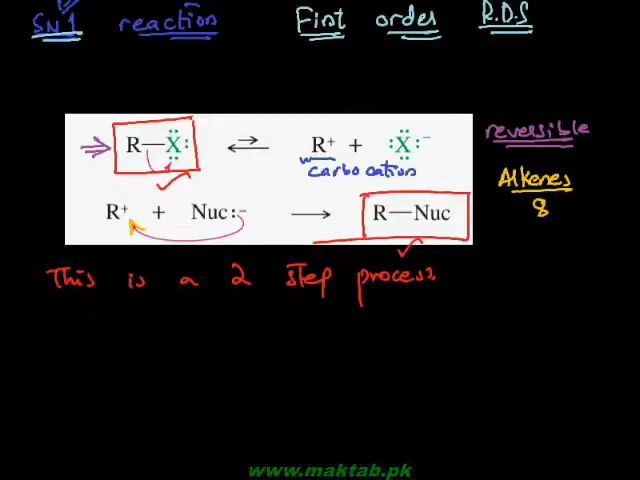 SN1 reaction First order R.D.S
R—X: ⇌ R+ + :X:−
reversible
carbocation
Alkenes
8
R+ + Nuc:− → R—Nuc
This is a 2 step process
www.maktab.pk